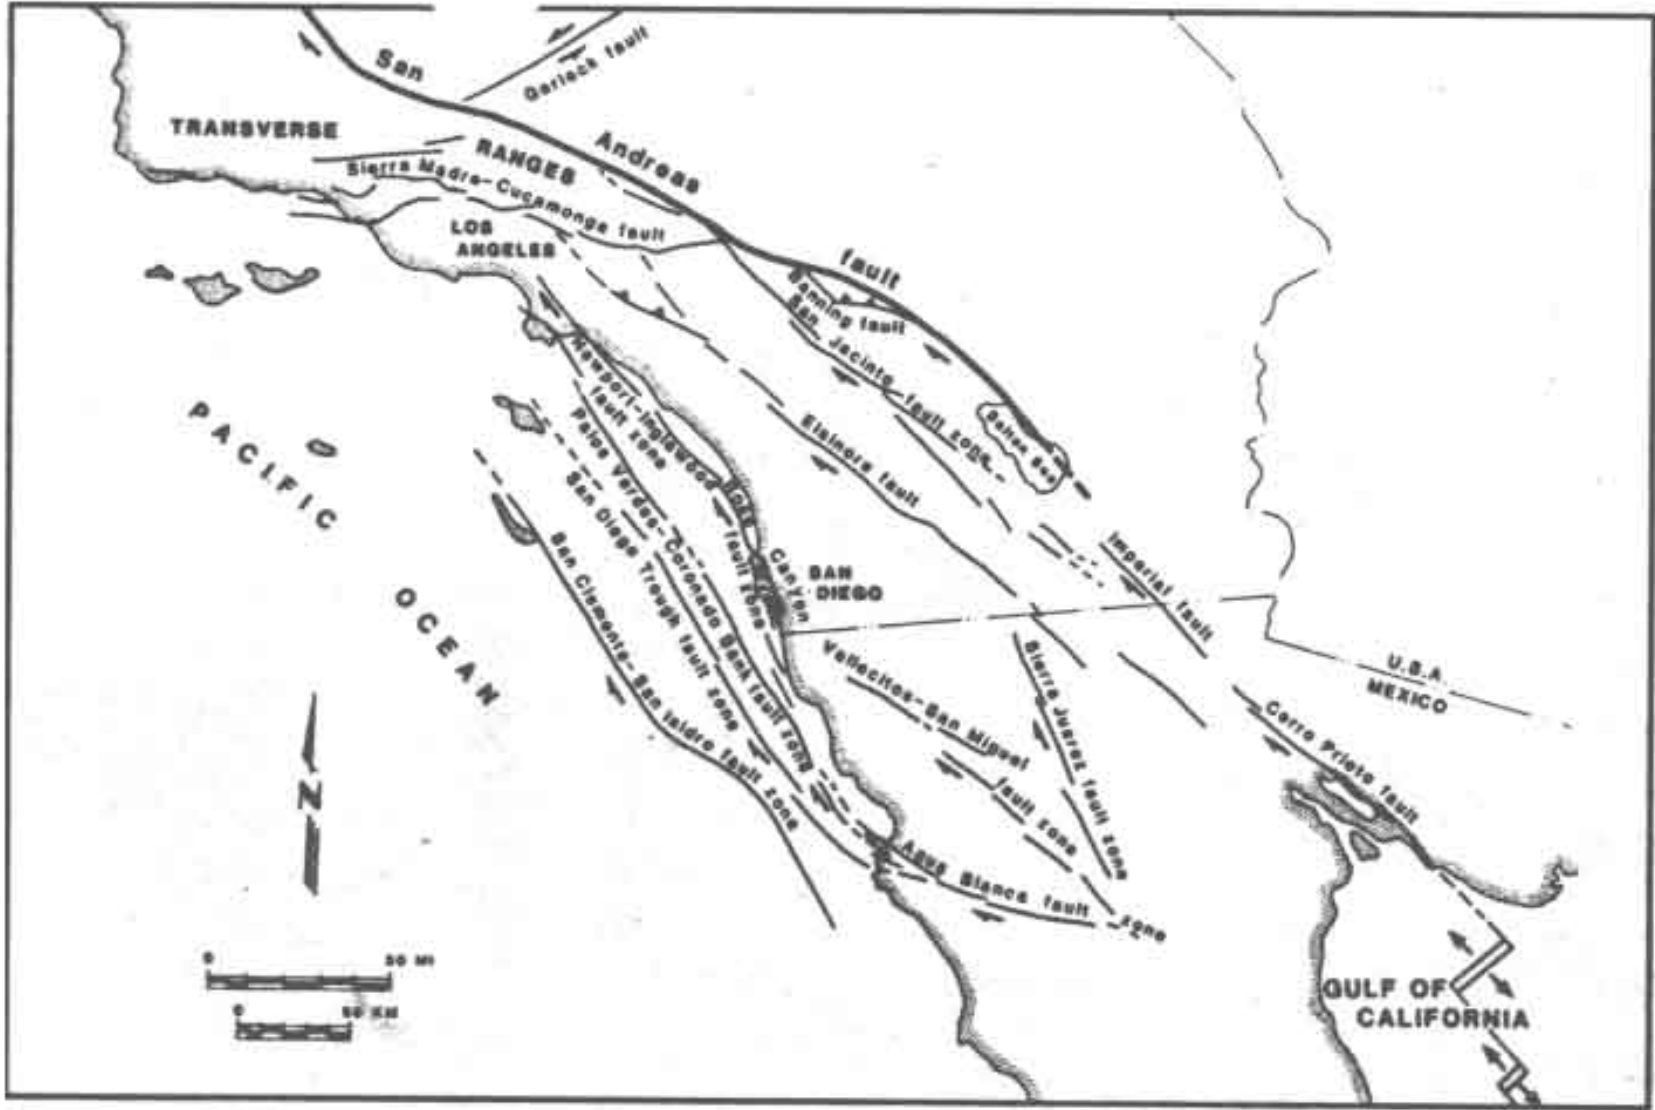 San
Andreas
fault
Garlock fault
TRANSVERSE
RANGES
Sierra Madre-Cucamonga fault
LOS
ANGELES
Banning fault
San Jacinto fault zone
Salton Sea
Elsinore fault
Newport-Inglewood
fault zone
Rose Canyon
fault zone
Palos Verdes-Coronado Bank fault zone
San Diego Trough fault zone
San Clemente-San Isidro fault zone
PACIFIC
OCEAN
SAN
DIEGO
Imperial fault
U.S.A.
MEXICO
Vallecitos-San Miguel
fault zone
Sierra Juarez fault zone
Cerro Prieto fault
Agua Blanca fault zone
N
0 50 MI
0 50 KM
GULF OF
CALIFORNIA